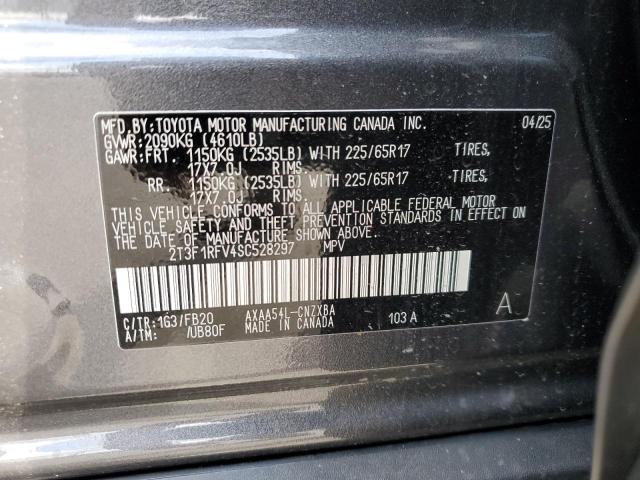 MFD.BY:TOYOTA MOTOR MANUFACTURING CANADA INC. 04/25
GVWR:2090KG (4610LB)
GAWR:FRT. 1150KG (2535LB) WITH 225/65R17 TIRES,
17X7.0J RIMS.
RR. 1150KG (2535LB) WITH 225/65R17 TIRES,
17X7.0J RIMS.
THIS VEHICLE CONFORMS TO ALL APPLICABLE FEDERAL MOTOR
VEHICLE SAFETY AND THEFT PREVENTION STANDARDS IN EFFECT ON
THE DATE OF MANUFACTURE SHOWN ABOVE.
2T3F1RFV4SC528297 MPV
C/TR:1G3/FB20 AXAA54L-CNZXBA 103A A
A/TM: /UB80F MADE IN CANADA